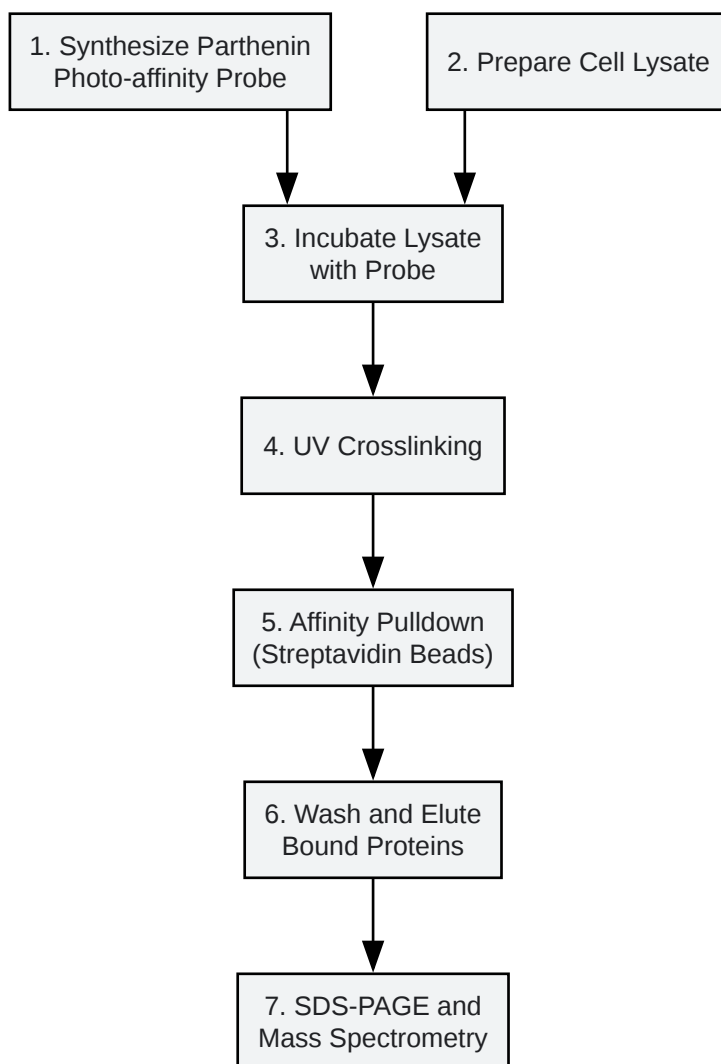 1. Synthesize Parthenin
Photo-affinity Probe
2. Prepare Cell Lysate
3. Incubate Lysate
with Probe
4. UV Crosslinking
5. Affinity Pulldown
(Streptavidin Beads)
6. Wash and Elute
Bound Proteins
7. SDS-PAGE and
Mass Spectrometry